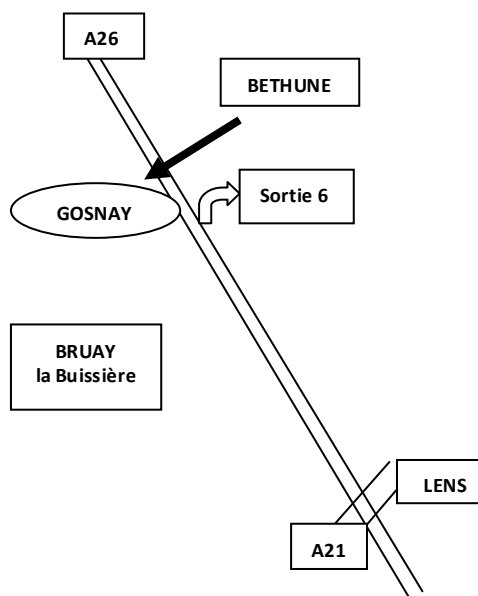 A26
BETHUNE
Sortie 6
GOSNAY
BRUAY
la Buissière
LENS
A21